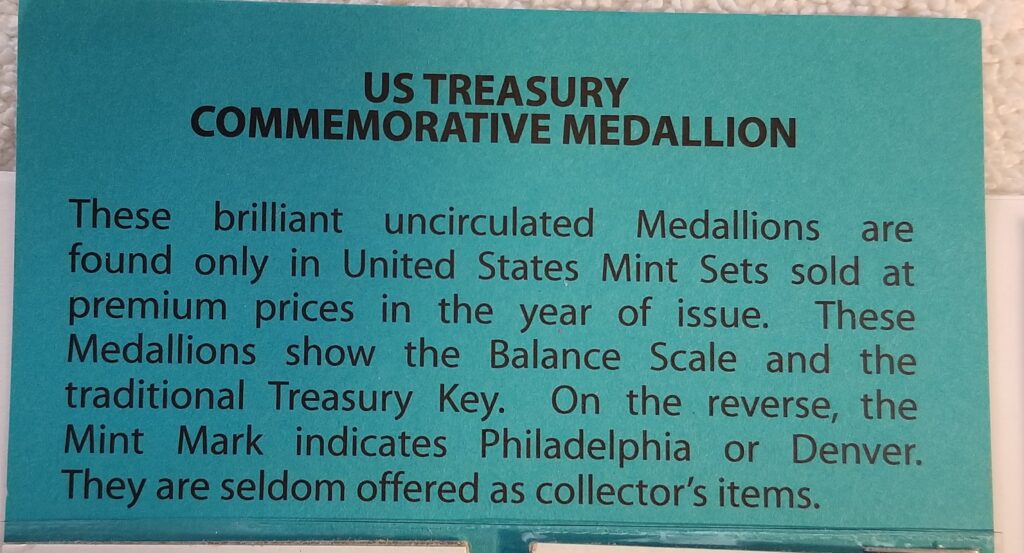 US TREASURY
COMMEMORATIVE MEDALLION
These brilliant uncirculated Medallions are
found only in United States Mint Sets sold at
premium prices in the year of issue. These
Medallions show the Balance Scale and the
traditional Treasury Key. On the reverse, the
Mint Mark indicates Philadelphia or Denver.
They are seldom offered as collector's items.